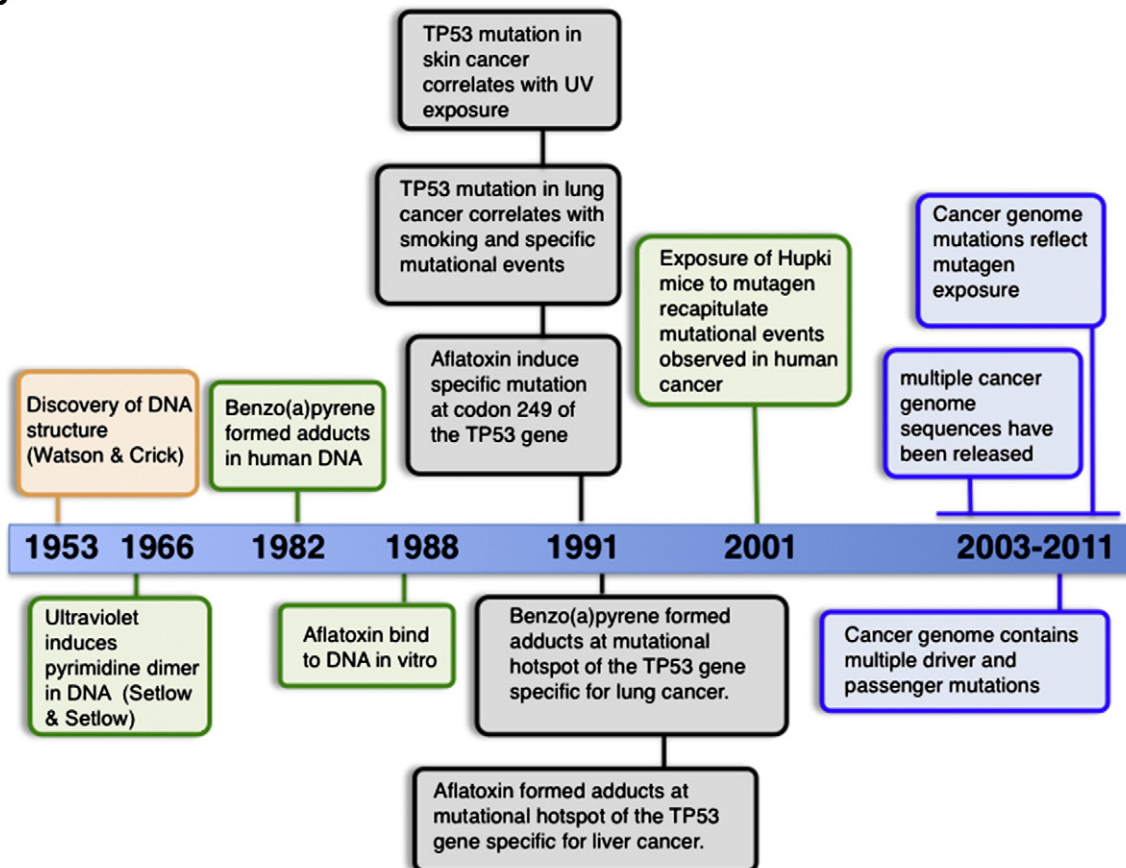 TP53 mutation in
skin cancer
correlates with UV
exposure
TP53 mutation in lung
cancer correlates with
smoking and specific
mutational events
Aflatoxin induce
specific mutation
at codon 249 of
the TP53 gene
Exposure of Hupki
mice to mutagen
recapitulate
mutational events
observed in human
cancer
Cancer genome
mutations reflect
mutagen
exposure
multiple cancer
genome
sequences have
been released
Discovery of DNA
structure
(Watson & Crick)
Benzo(a)pyrene
formed adducts
in human DNA
1953 1966 1982 1988 1991 2001 2003-2011
Ultraviolet
induces
pyrimidine dimer
in DNA (Setlow
& Setlow)
Aflatoxin bind
to DNA in vitro
Benzo(a)pyrene formed
adducts at mutational
hotspot of the TP53 gene
specific for lung cancer.
Cancer genome contains
multiple driver and
passenger mutations
Aflatoxin formed adducts at
mutational hotspot of the TP53
gene specific for liver cancer.